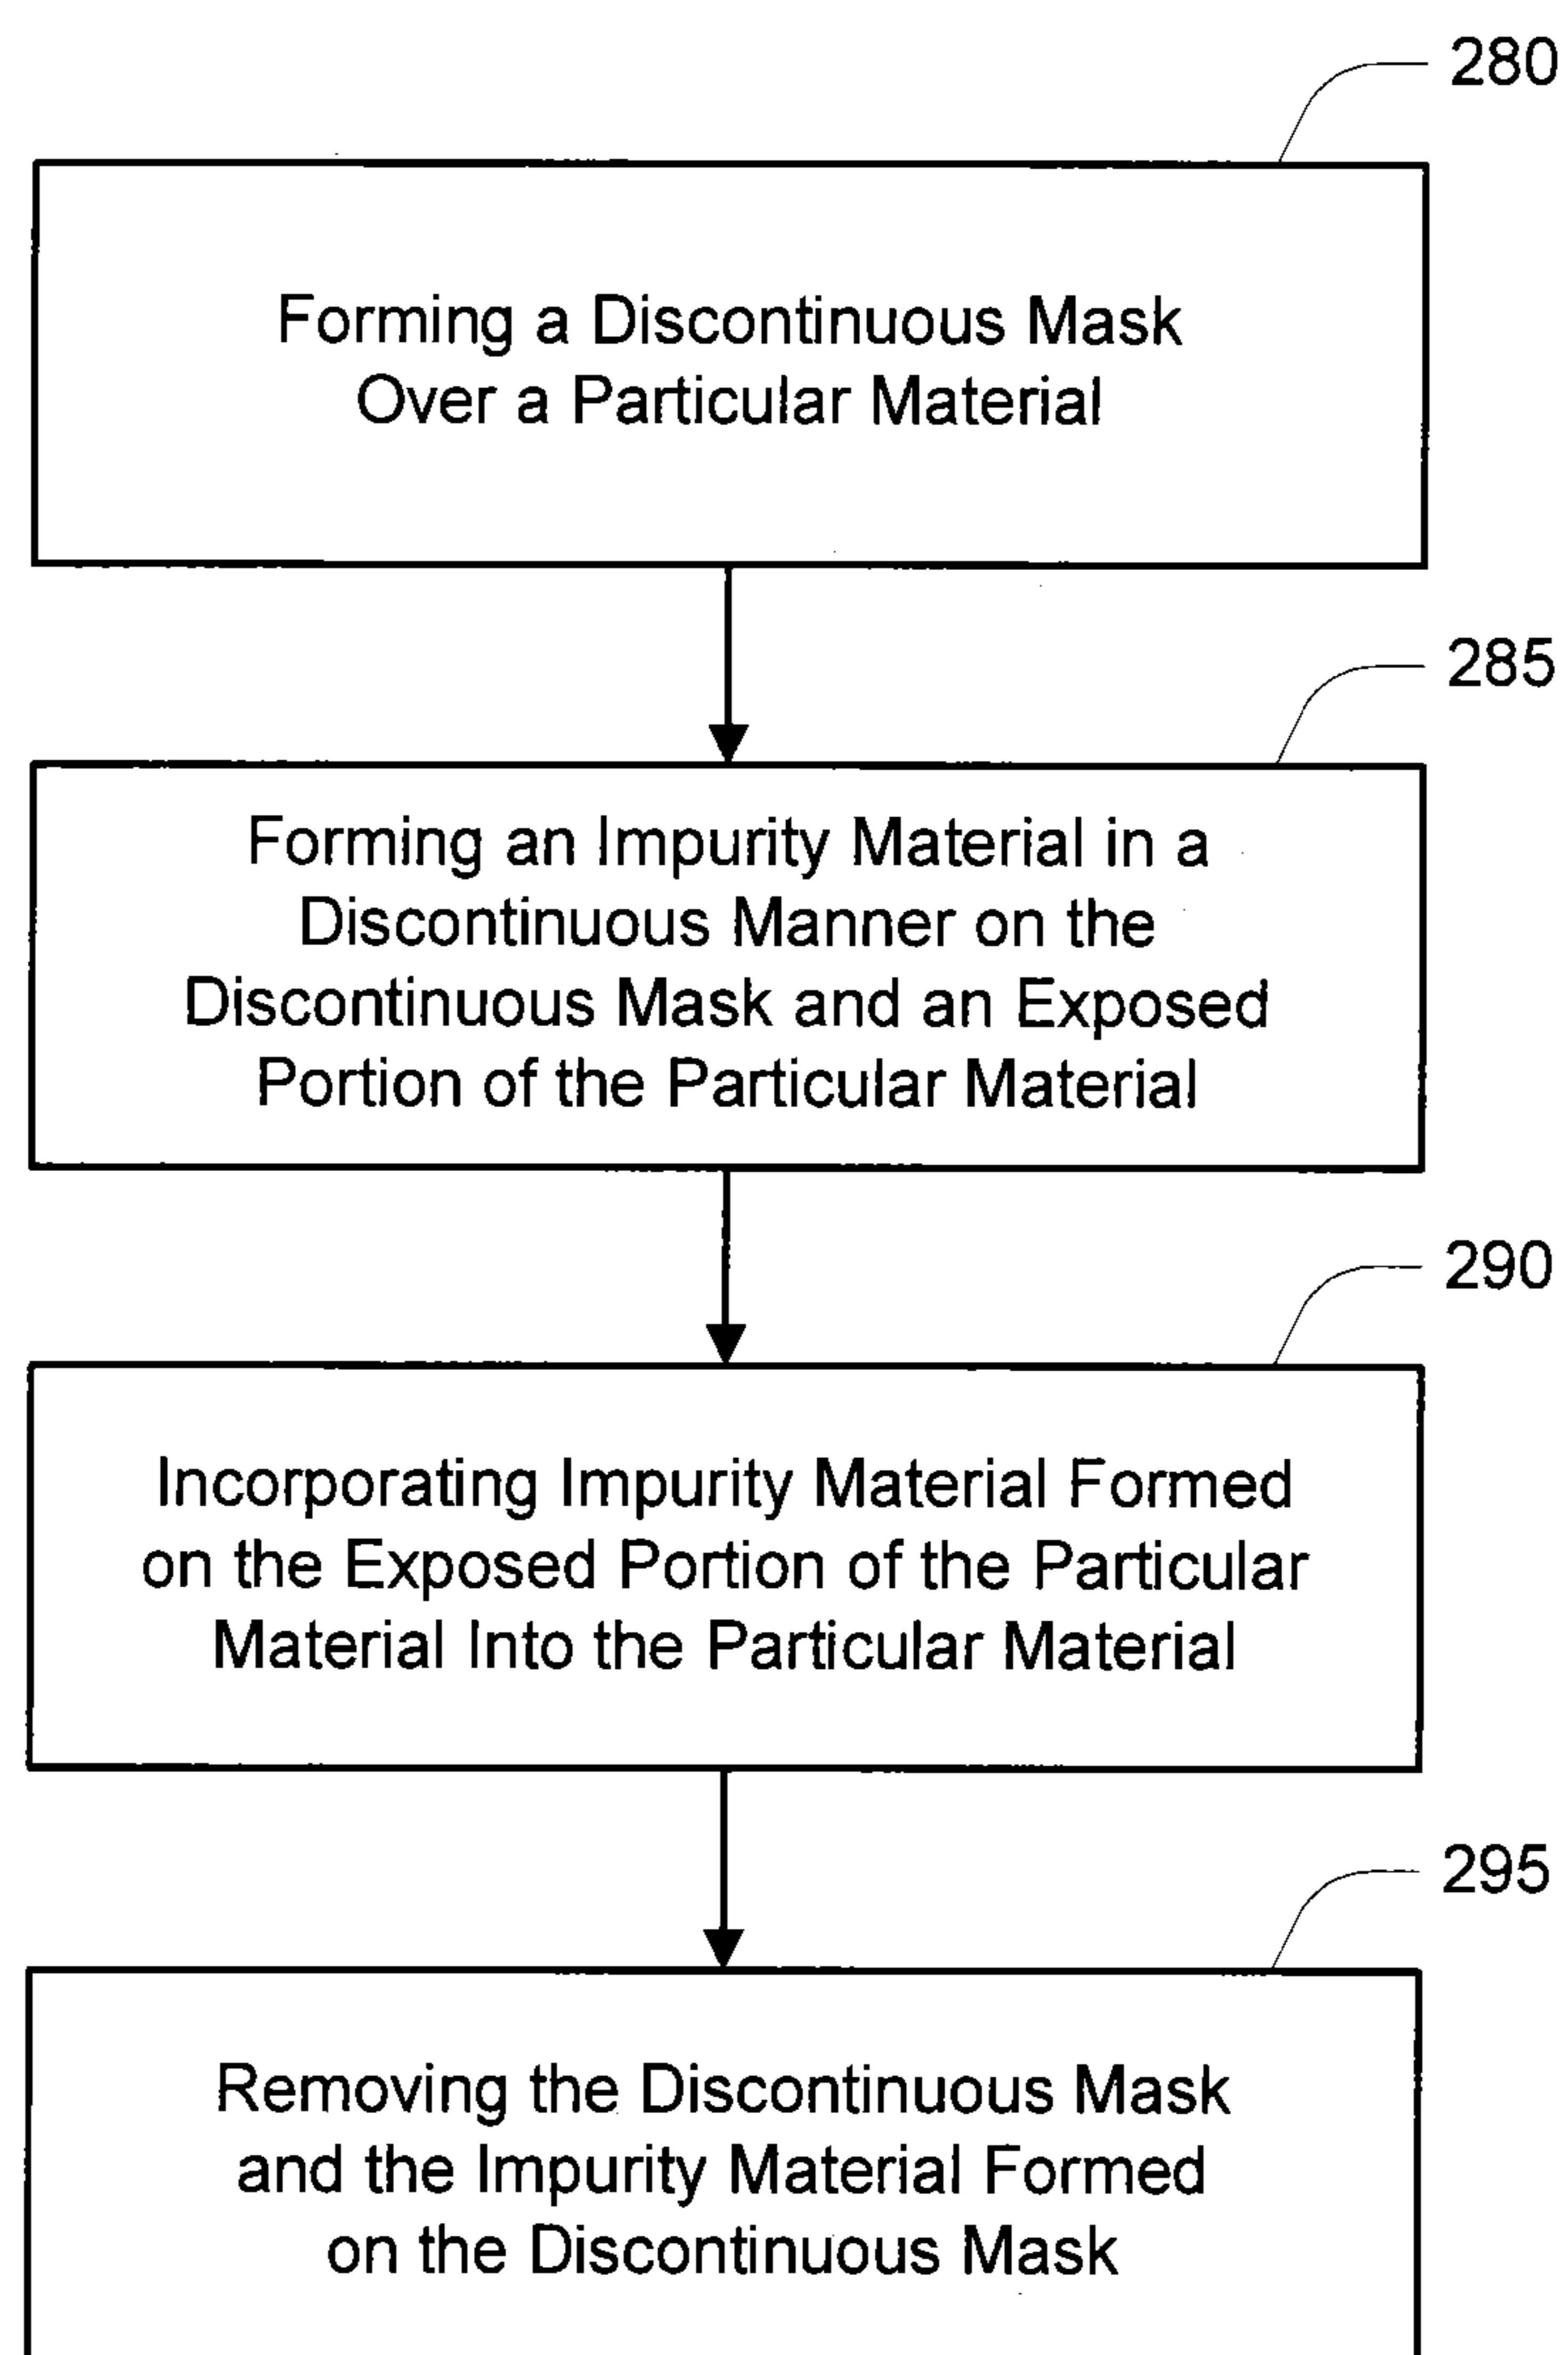 280
Forming a Discontinuous Mask
Over a Particular Material
285
Forming an Impurity Material in a
Discontinuous Manner on the
Discontinuous Mask and an Exposed
Portion of the Particular Material
290
Incorporating Impurity Material Formed
on the Exposed Portion of the Particular
Material Into the Particular Material
295
Removing the Discontinuous Mask
and the Impurity Material Formed
on the Discontinuous Mask